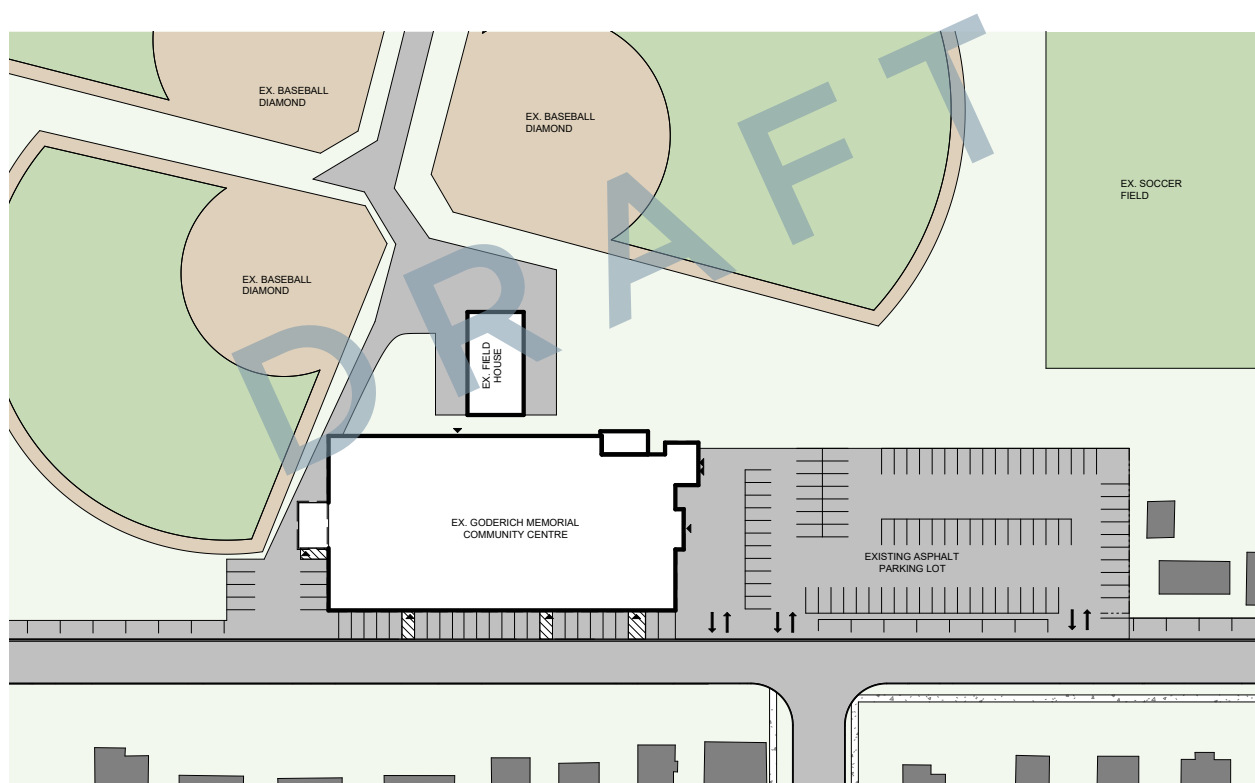 EX. BASEBALL
DIAMOND
EX. BASEBALL
DIAMOND
EX. SOCCER
FIELD
EX. BASEBALL
DIAMOND
EX. FIELD
HOUSE
EX. GODERICH MEMORIAL
COMMUNITY CENTRE
EXISTING ASPHALT
PARKING LOT
DRAFT